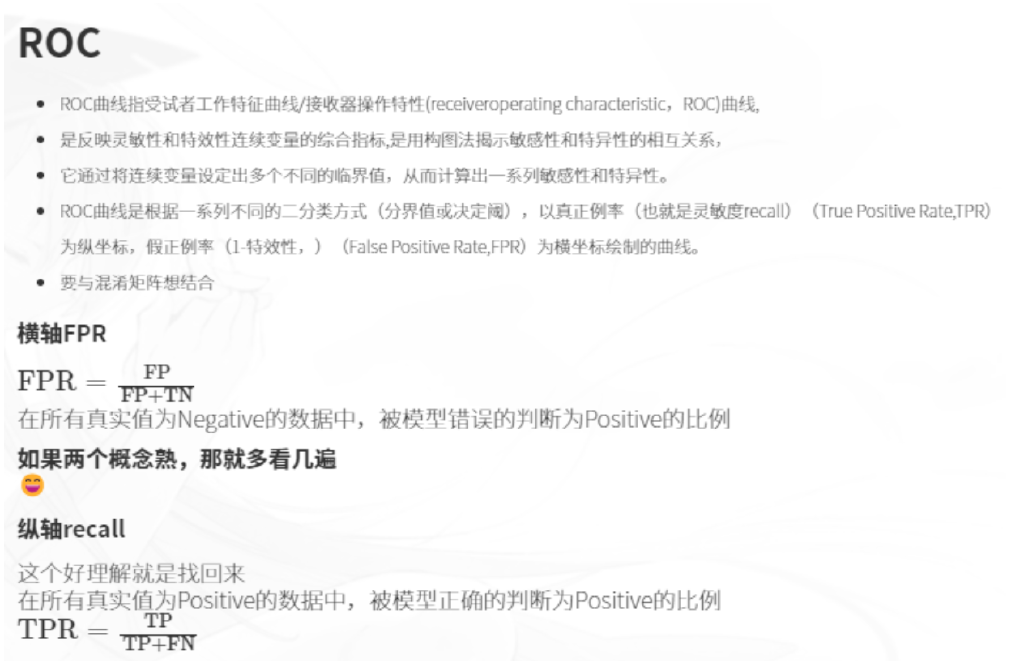 ROC
ROC曲线指受试者工作特征曲线/接收器操作特性(receiveroperating characteristic，ROC)曲线,
是反映灵敏性和特效性连续变量的综合指标,是用构图法揭示敏感性和特异性的相互关系，
它通过将连续变量设定出多个不同的临界值，从而计算出一系列敏感性和特异性。
ROC曲线是根据一系列不同的二分类方式（分界值或决定阈），以真正例率（也就是灵敏度recall）（True Positive Rate,TPR）
为纵坐标，假正例率（1-特效性，）（False Positive Rate,FPR）为横坐标绘制的曲线。
要与混淆矩阵想结合
横轴FPR
FPR = FP/(FP+TN)
在所有真实值为Negative的数据中，被模型错误的判断为Positive的比例
如果两个概念熟，那就多看几遍
😄
纵轴recall
这个好理解就是找回来
在所有真实值为Positive的数据中，被模型正确的判断为Positive的比例
TPR = TP/(TP+FN)